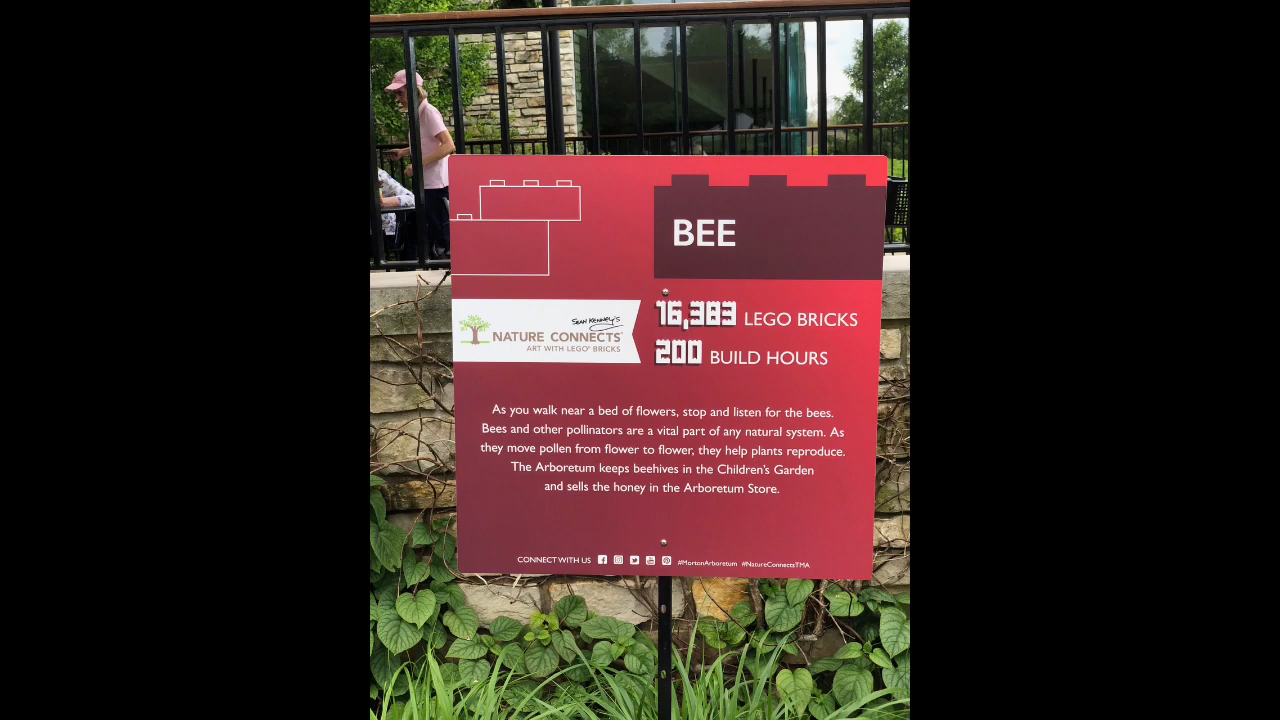 BEE
SEAN KENNEY'S
NATURE CONNECTS
ART WITH LEGO® BRICKS
16,383 LEGO BRICKS
200 BUILD HOURS
As you walk near a bed of flowers, stop and listen for the bees.
Bees and other pollinators are a vital part of any natural system. As
they move pollen from flower to flower, they help plants reproduce.
The Arboretum keeps beehives in the Children's Garden
and sells the honey in the Arboretum Store.
CONNECT WITH US #MortonArboretum #NatureConnectsTMA